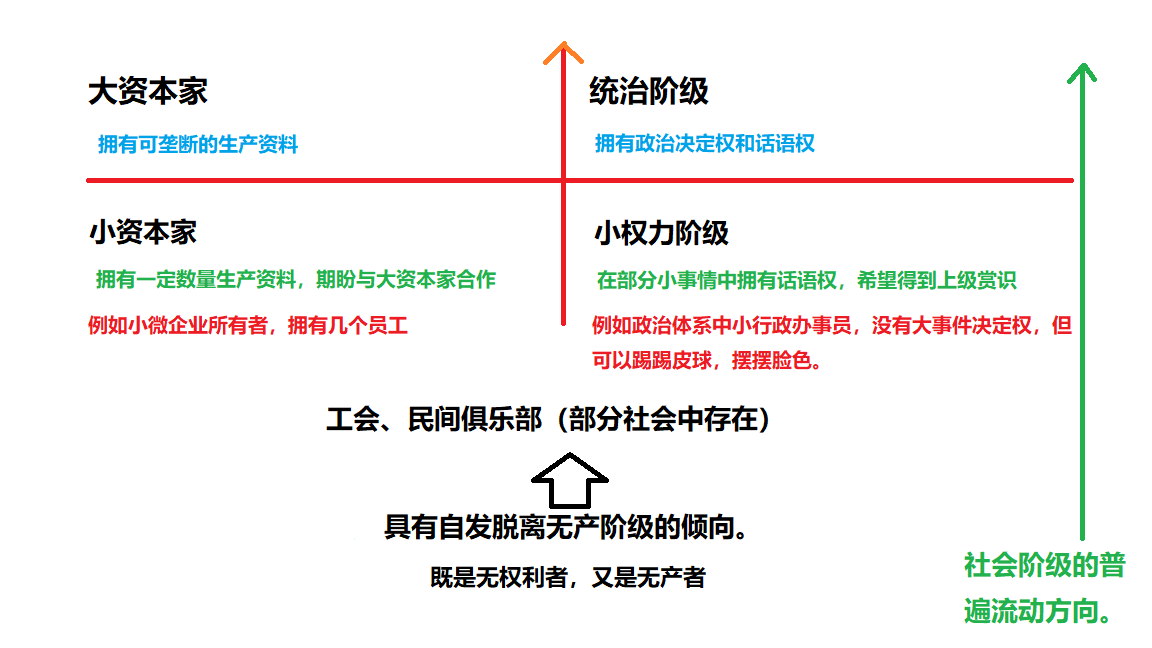 大资本家
拥有可垄断的生产资料
统治阶级
拥有政治决定权和话语权
小资本家
拥有一定数量生产资料，期盼与大资本家合作
例如小微企业所有者，拥有几个员工
小权力阶级
在部分小事情中拥有话语权，希望得到上级赏识
例如政治体系中小行政办事员，没有大事件决定权，但
可以踢踢皮球，摆摆脸色。
工会、民间俱乐部（部分社会中存在）
具有自发脱离无产阶级的倾向。
既是无权利者，又是无产者
社会阶级的普
遍流动方向。